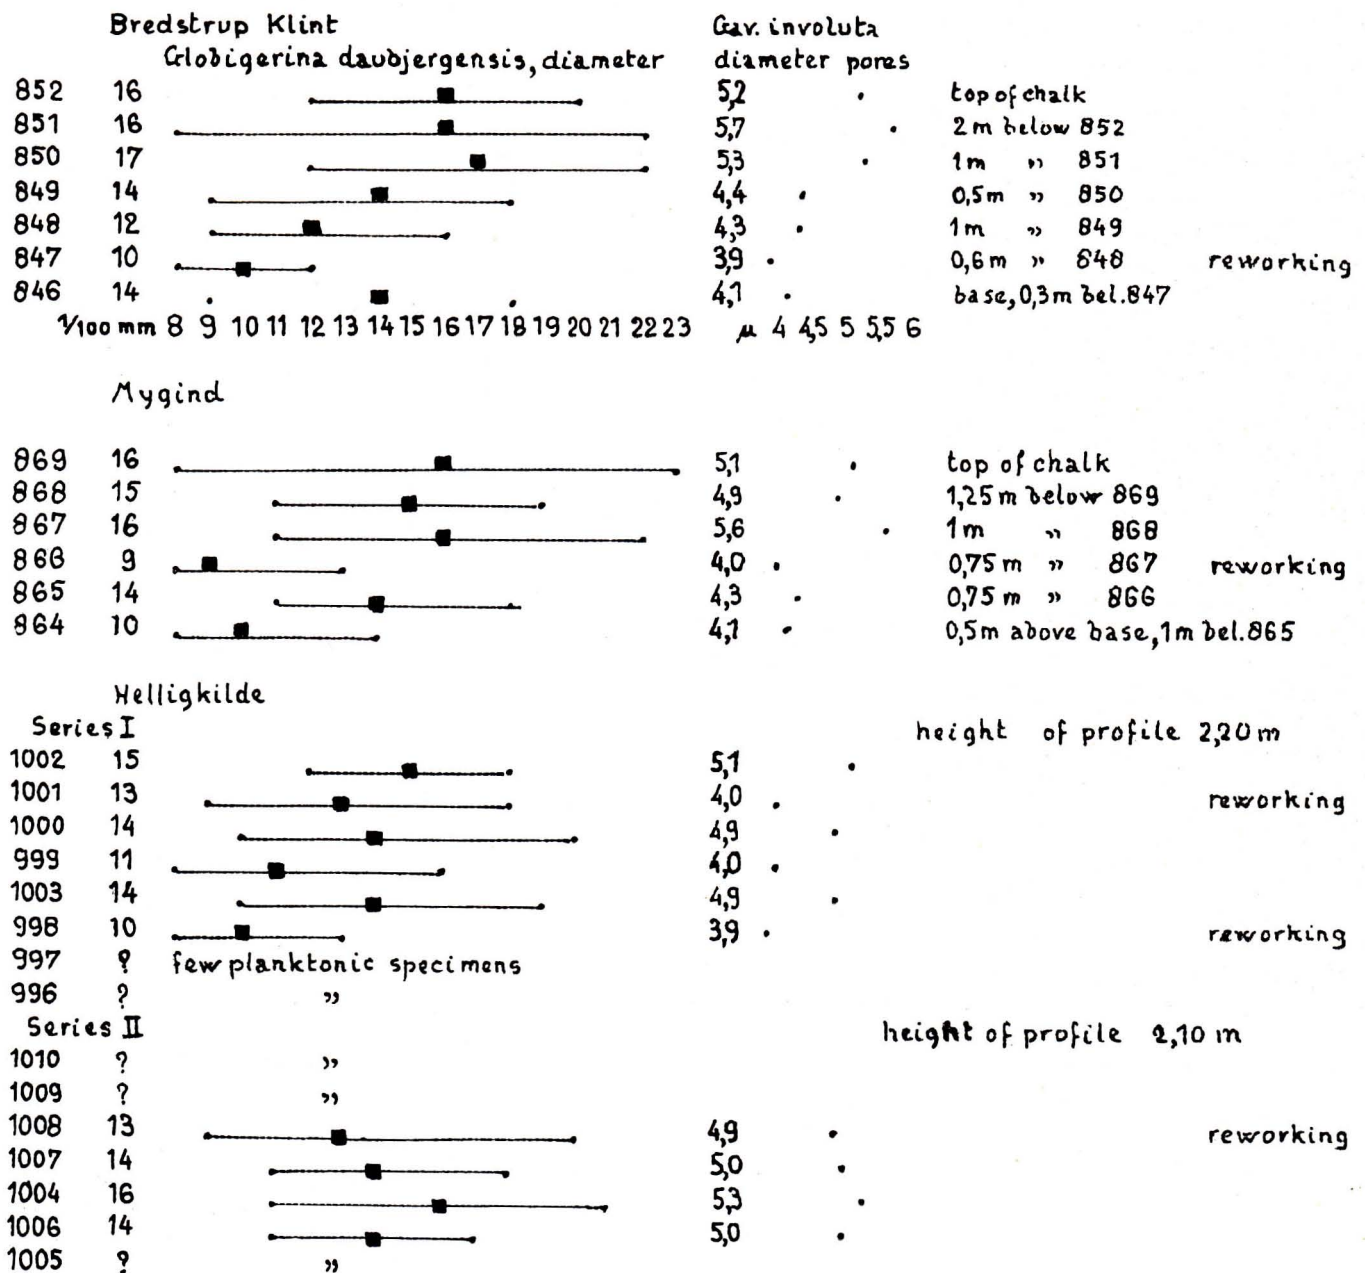 Bredstrup Klint Gav. involuta
Globigerina daubjergensis, diameter diameter pores
852 16 5,2 top of chalk
851 16 5,7 2m below 852
850 17 5,3 1m ,, 851
849 14 4,4 0,5m ,, 850
848 12 4,3 1m ,, 849
847 10 3,9 0,6m ,, 848 reworking
846 14 4,1 base, 0,3m bel. 847
1/100 mm 8 9 10 11 12 13 14 15 16 17 18 19 20 21 22 23 µ 4 4,5 5 5,5 6
Mygind
869 16 5,1 top of chalk
868 15 4,9 1,25m below 869
867 16 5,6 1m ,, 868
866 9 4,0 0,75m ,, 867 reworking
865 14 4,3 0,75m ,, 866
864 10 4,1 0,5m above base, 1m bel. 865
Helligkilde
Series I height of profile 2,20m
1002 15 5,1
1001 13 4,0 reworking
1000 14 4,9
999 11 4,0
1003 14 4,9
998 10 3,9 reworking
997 ? few planktonic specimens
996 ? ,,
Series II height of profile 2,10 m
1010 ? ,,
1009 ? ,,
1008 13 4,9 reworking
1007 14 5,0
1004 16 5,3
1006 14 5,0
1005 ? ,,